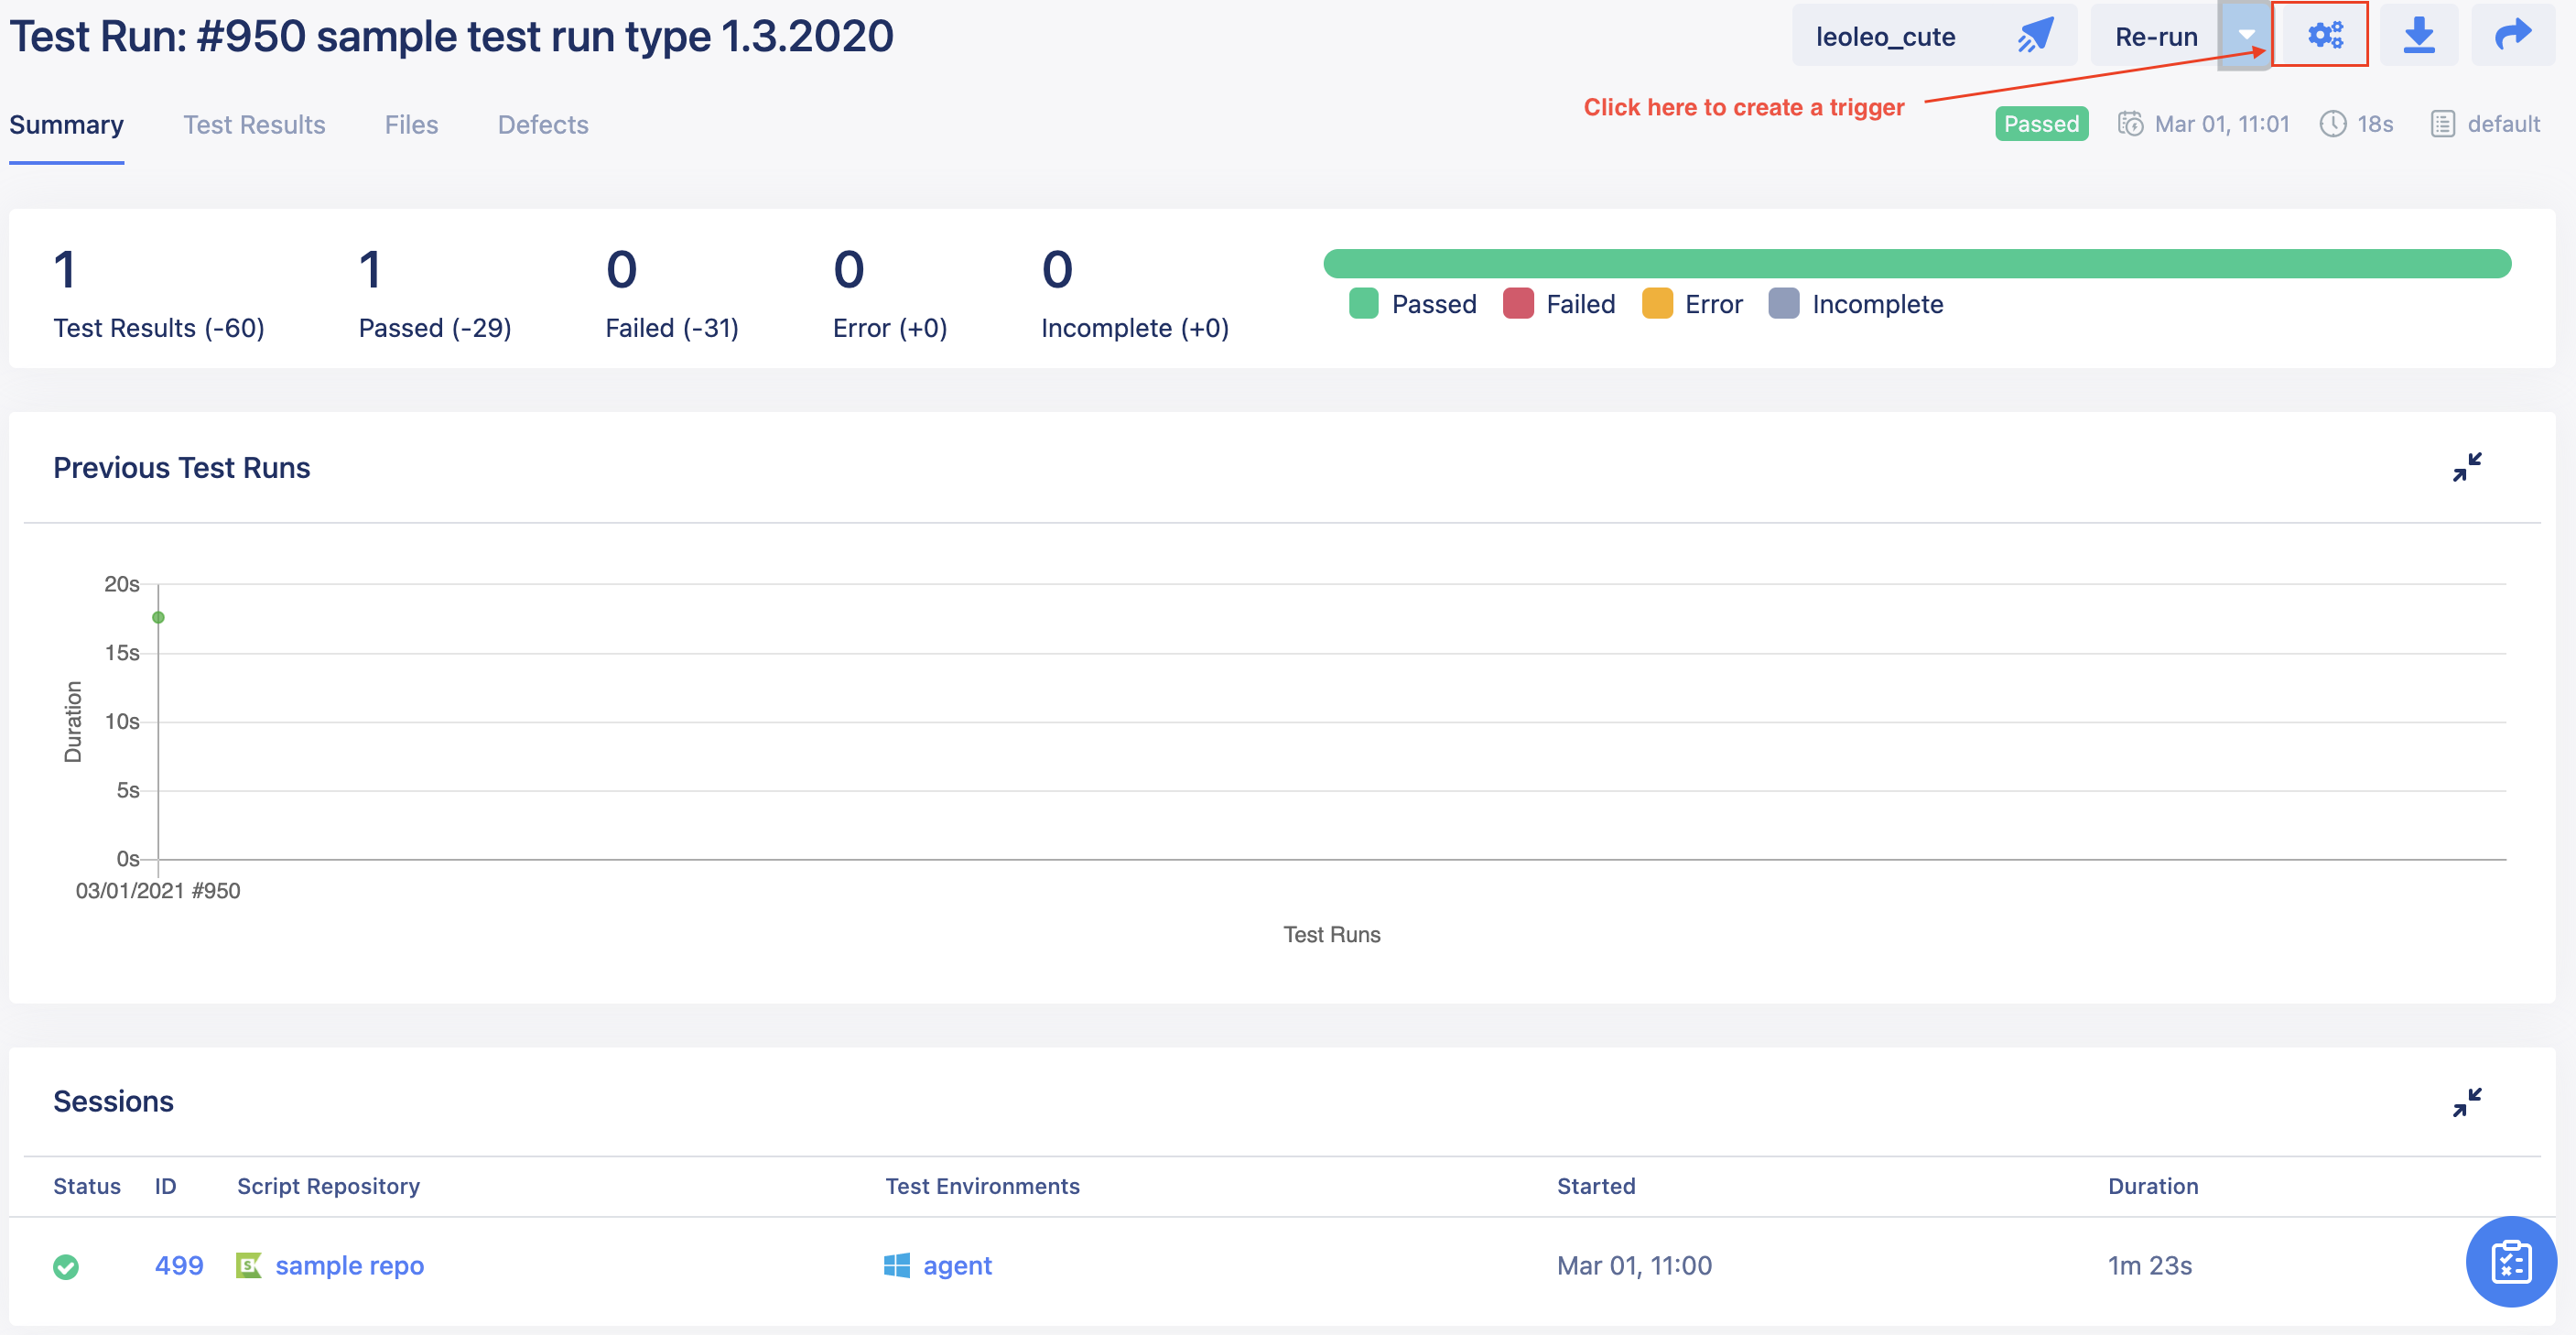 Test Run: #950 sample test run type 1.3.2020
leoleo_cute
Re-run
Click here to create a trigger
Summary
Test Results
Files
Defects
Passed
Mar 01, 11:01
18s
default
1
Test Results (-60)
1
Passed (-29)
0
Failed (-31)
0
Error (+0)
0
Incomplete (+0)
Passed
Failed
Error
Incomplete
Previous Test Runs
20s
15s
10s
5s
0s
Duration
03/01/2021 #950
Test Runs
Sessions
Status ID Script Repository Test Environments Started Duration
499 sample repo agent Mar 01, 11:00 1m 23s